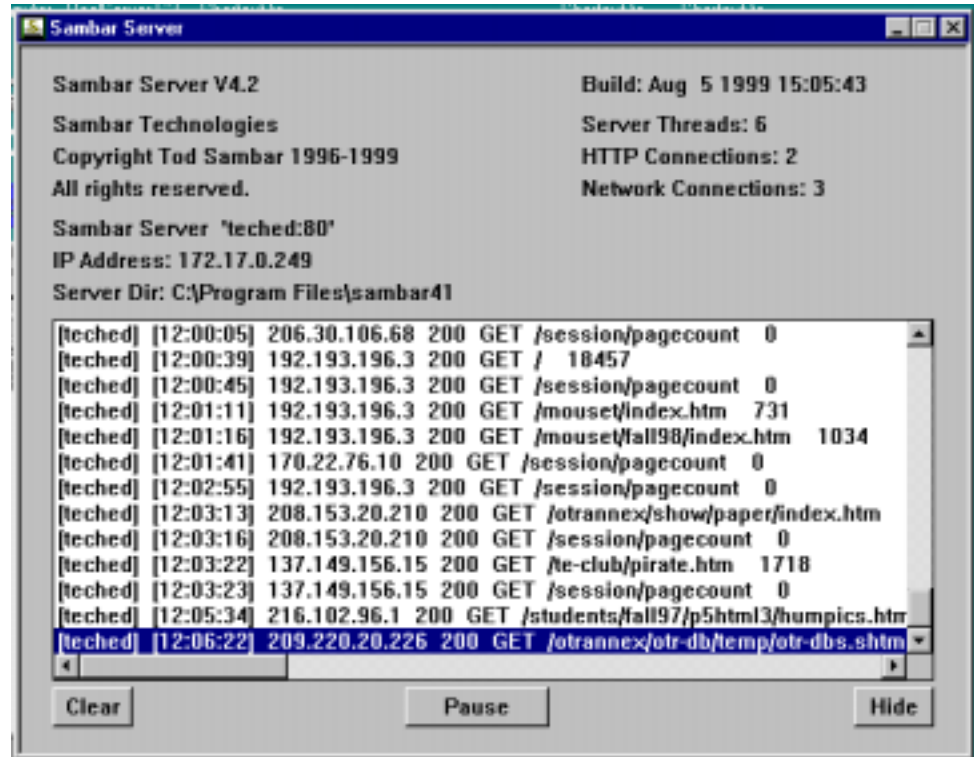 Sambar Server
Sambar Server V4.2
Build: Aug 5 1999 15:05:43
Sambar Technologies
Server Threads: 6
Copyright Tod Sambar 1996-1999
HTTP Connections: 2
All rights reserved.
Network Connections: 3
Sambar Server "teched:80"
IP Address: 172.17.0.249
Server Dir: C:\Program Files\sambar41
[teched] [12:00:05] 206.30.106.68 200 GET /session/pagecount 0
[teched] [12:00:39] 192.193.196.3 200 GET / 18457
[teched] [12:00:45] 192.193.196.3 200 GET /session/pagecount 0
[teched] [12:01:11] 192.193.196.3 200 GET /mouset/index.htm 731
[teched] [12:01:16] 192.193.196.3 200 GET /mouset/fall98/index.htm 1034
[teched] [12:01:41] 170.22.76.10 200 GET /session/pagecount 0
[teched] [12:02:55] 192.193.196.3 200 GET /session/pagecount 0
[teched] [12:03:13] 208.153.20.210 200 GET /otrannex/show/paper/index.htm
[teched] [12:03:16] 208.153.20.210 200 GET /session/pagecount 0
[teched] [12:03:22] 137.149.156.15 200 GET /te-club/pirate.htm 1718
[teched] [12:03:23] 137.149.156.15 200 GET /session/pagecount 0
[teched] [12:05:34] 216.102.96.1 200 GET /students/fall97/p5html3/humpics.htm
[teched] [12:06:22] 209.220.20.226 200 GET /otrannex/otr-db/temp/otr-dbs.shtm
Clear
Pause
Hide